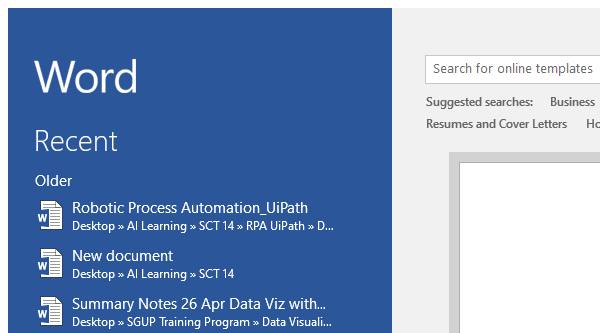 Word
Recent
Older
Robotic Process Automation_UiPath
Desktop » AI Learning » SCT 14 » RPA UiPath » D...
New document
Desktop » AI Learning » SCT 14
Summary Notes 26 Apr Data Viz with...
Desktop » SGUP Training Program » Data Visuali...
Search for online templates
Suggested searches: Business
Resumes and Cover Letters Ho